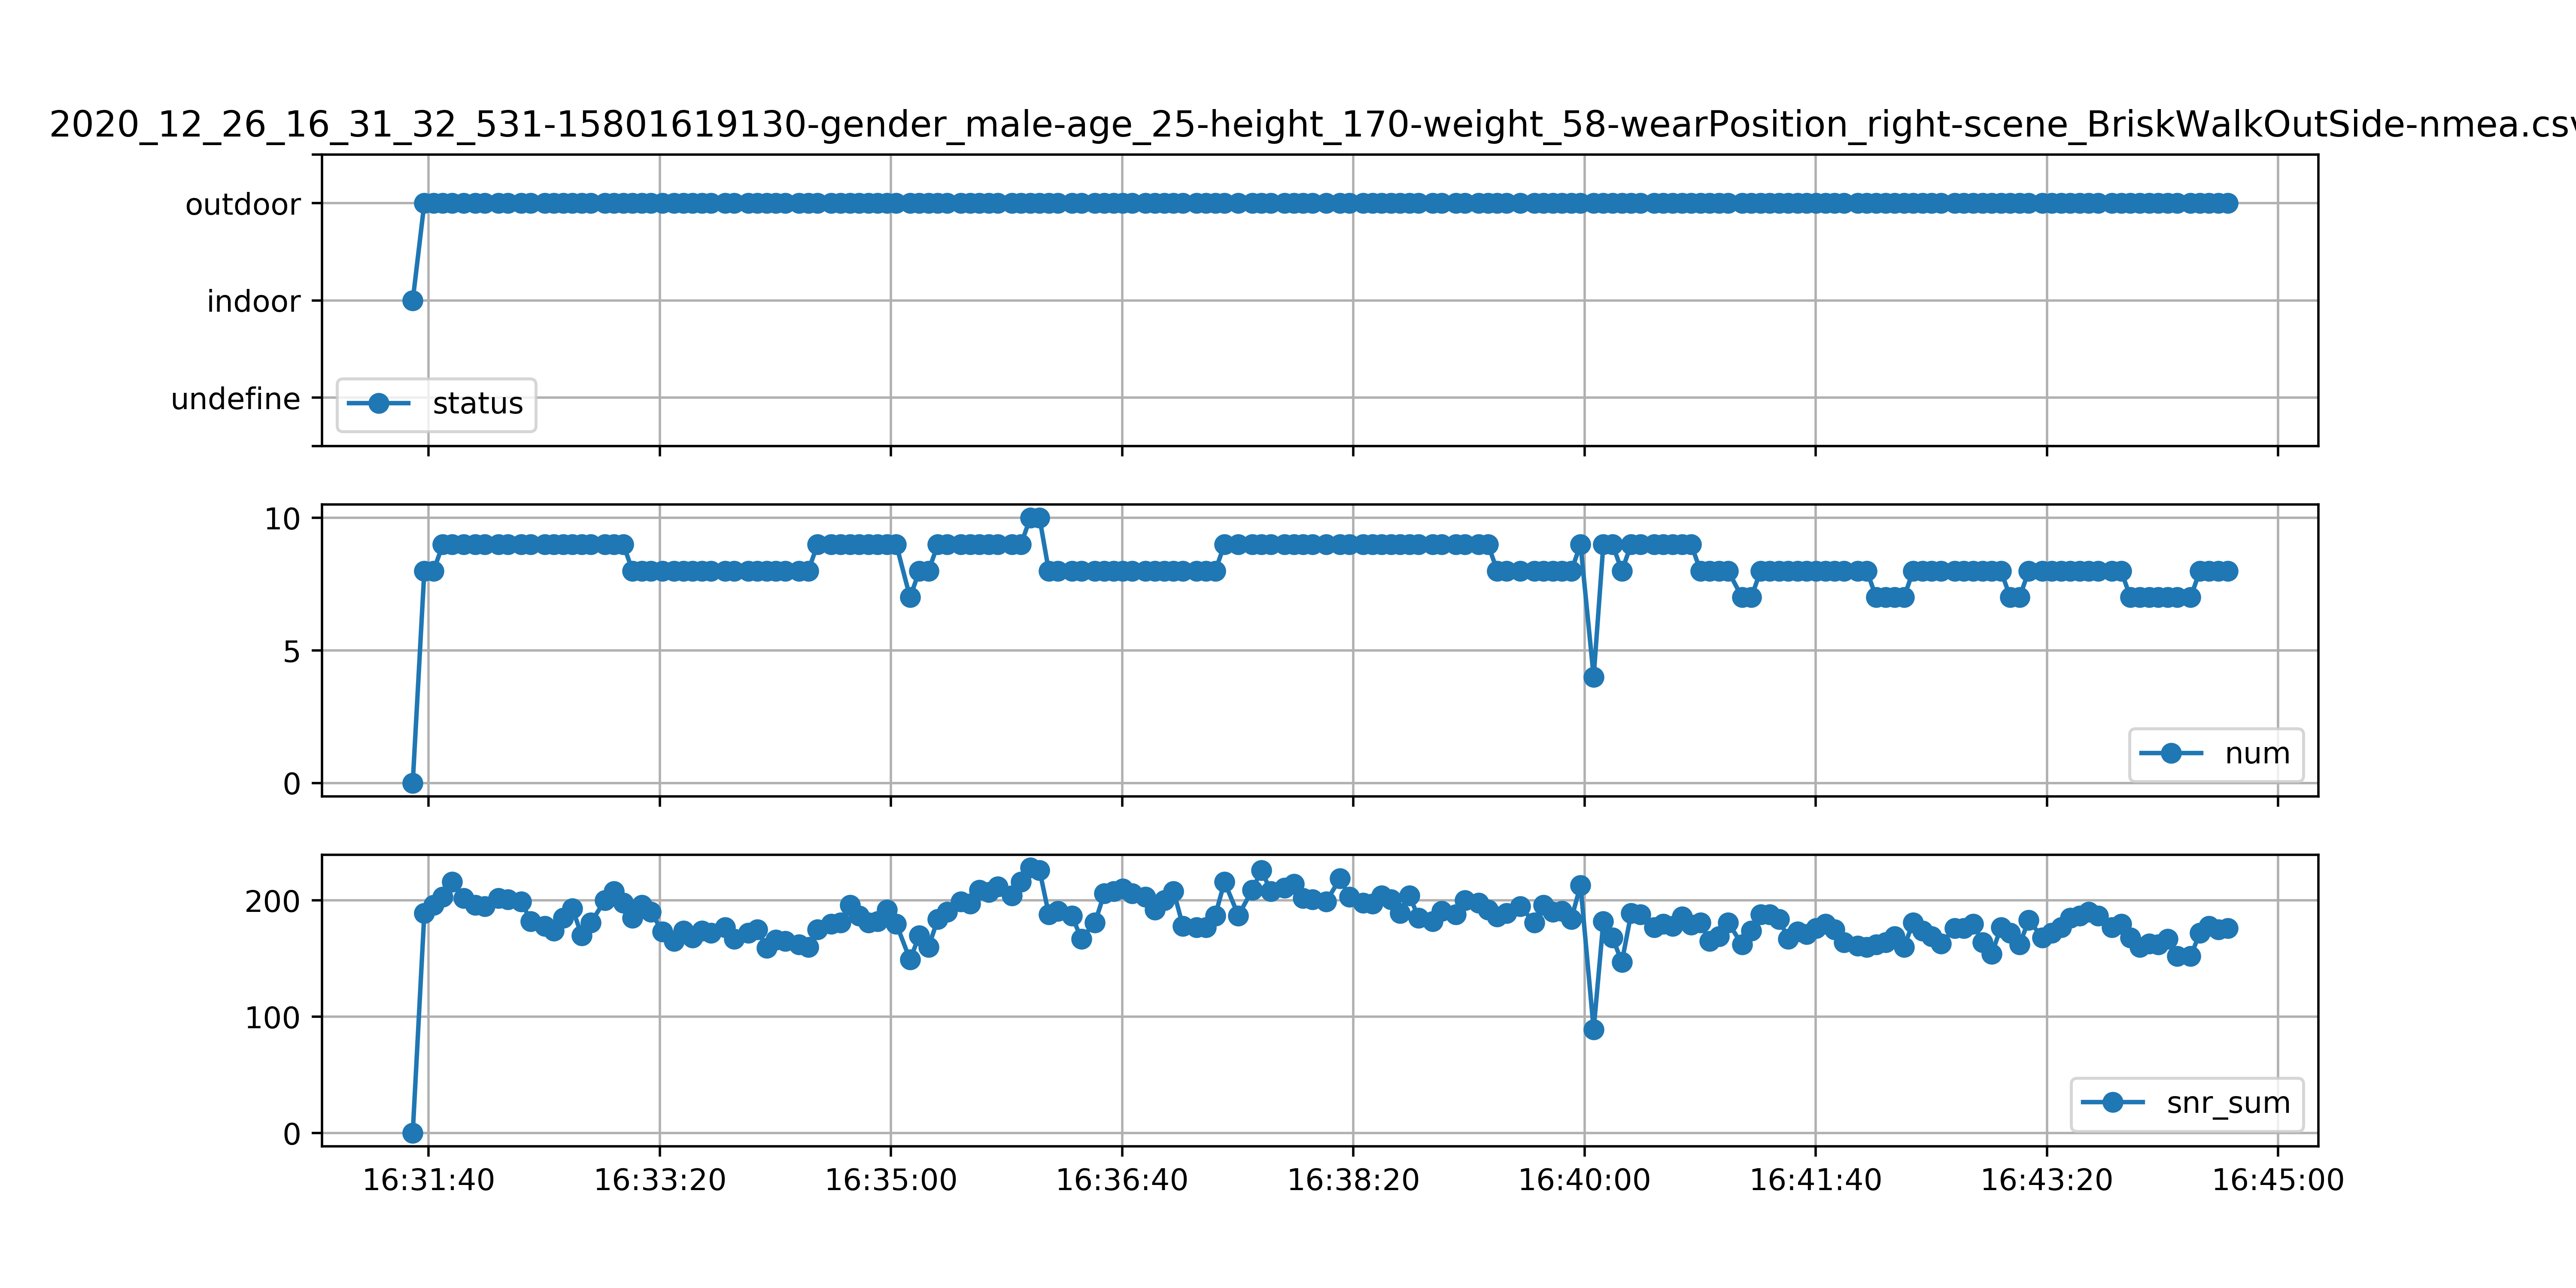 2020_12_26_16_31_32_531-15801619130-gender_male-age_25-height_170-weight_58-wearPosition_right-scene_BriskWalkOutSide-nmea.csv
outdoor
indoor
undefine
status
10
5
0
num
200
100
0
snr_sum
16:31:40 16:33:20 16:35:00 16:36:40 16:38:20 16:40:00 16:41:40 16:43:20 16:45:00